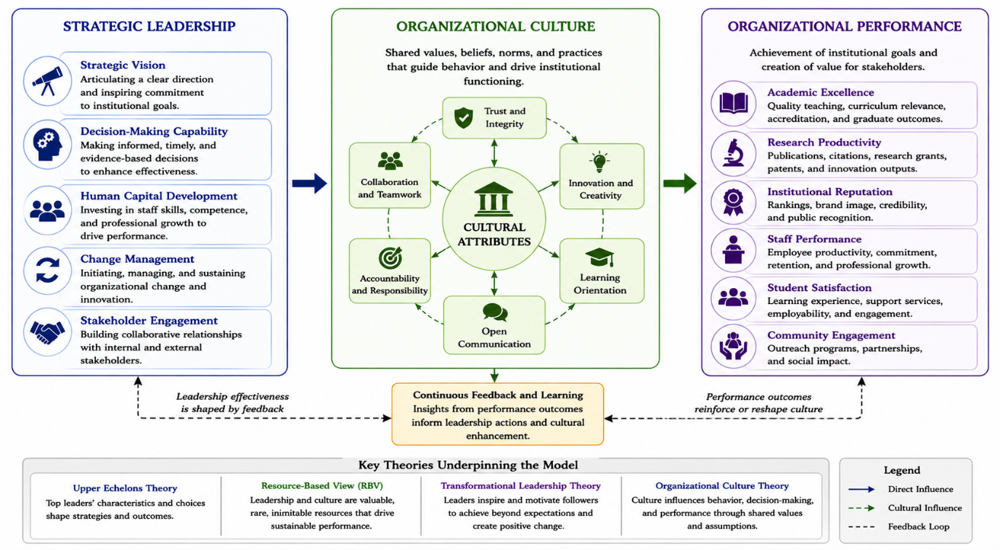 STRATEGIC LEADERSHIP
Strategic Vision
Articulating a clear direction
and inspiring commitment
to institutional goals.
Decision-Making Capability
Making informed, timely, and
evidence-based decisions
to enhance effectiveness.
Human Capital Development
Investing in staff skills, competence,
and professional growth to
drive performance.
Change Management
Initiating, managing, and sustaining
organizational change and
innovation.
Stakeholder Engagement
Building collaborative relationships
with internal and external
stakeholders.
ORGANIZATIONAL CULTURE
Shared values, beliefs, norms, and practices
that guide behavior and drive institutional
functioning.
Trust and
Integrity
Collaboration
and Teamwork
Innovation and
Creativity
CULTURAL
ATTRIBUTES
Accountability
and Responsibility
Learning
Orientation
Open
Communication
ORGANIZATIONAL PERFORMANCE
Achievement of institutional goals and
creation of value for stakeholders.
Academic Excellence
Quality teaching, curriculum relevance,
accreditation, and graduate outcomes.
Research Productivity
Publications, citations, research grants,
patents, and innovation outputs.
Institutional Reputation
Rankings, brand image, credibility,
and public recognition.
Staff Performance
Employee productivity, commitment,
retention, and professional growth.
Student Satisfaction
Learning experience, support services,
employability, and engagement.
Community Engagement
Outreach programs, partnerships,
and social impact.
Leadership effectiveness
is shaped by feedback
Continuous Feedback and Learning
Insights from performance outcomes
inform leadership actions and cultural
enhancement.
Performance outcomes
reinforce or reshape culture
Key Theories Underpinning the Model
Upper Echelons Theory
Top leaders' characteristics and choices
shape strategies and outcomes.
Resource-Based View (RBV)
Leadership and culture are valuable,
rare, inimitable resources that drive
sustainable performance.
Transformational Leadership Theory
Leaders inspire and motivate followers
to achieve beyond expectations and
create positive change.
Organizational Culture Theory
Culture influences behavior, decision-making,
and performance through shared values
and assumptions.
Legend
Direct Influence
Cultural Influence
Feedback Loop